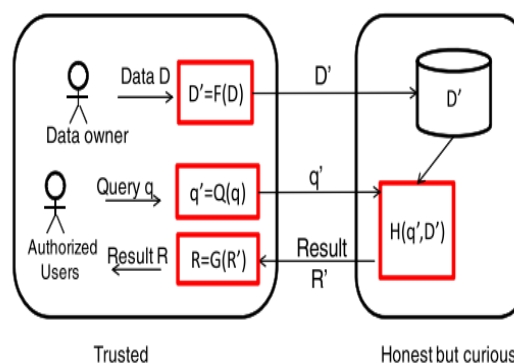 Data D
D'=F(D)
D'
D'
Data owner
Query q
q'=Q(q)
q'
H(q',D')
Authorized
Users
Result R
R=G(R')
Result
R'
Trusted
Honest but curious